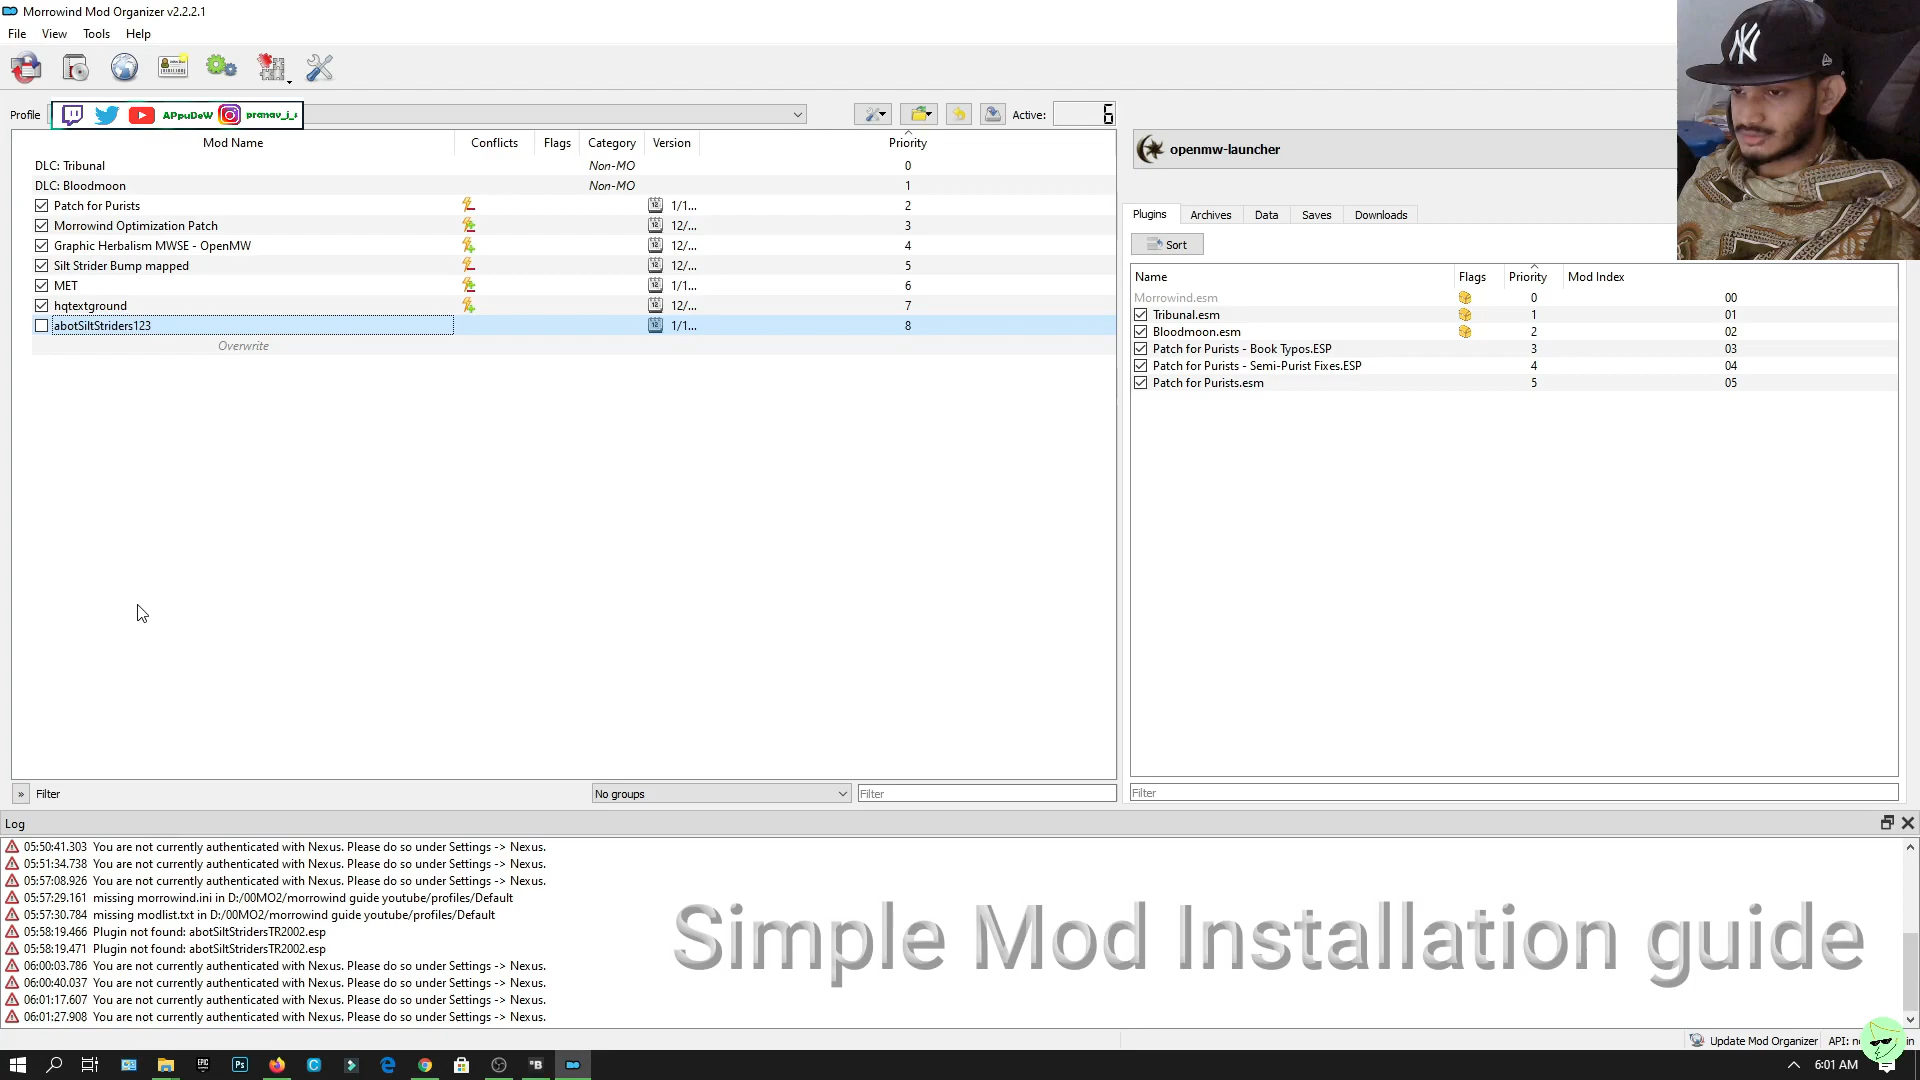 Morrowind Mod Organizer v2.2.2.1
File View Tools Help
Profile APpuDeW pranav_j_ Active: 6
Mod Name Conflicts Flags Category Version Priority
DLC: Tribunal Non-MO 0
DLC: Bloodmoon Non-MO 1
Patch for Purists 1/1... 2
Morrowind Optimization Patch 12/... 3
Graphic Herbalism MWSE - OpenMW 12/... 4
Silt Strider Bump mapped 12/... 5
MET 1/1... 6
hqtextground 12/... 7
abotSiltStriders123 1/1... 8
Overwrite
» Filter No groups Filter
openmw-launcher
Plugins Archives Data Saves Downloads
Sort
Name Flags Priority Mod Index
Morrowind.esm 0 00
Tribunal.esm 1 01
Bloodmoon.esm 2 02
Patch for Purists - Book Typos.ESP 3 03
Patch for Purists - Semi-Purist Fixes.ESP 4 04
Patch for Purists.esm 5 05
Filter
Log
05:50:41.303 You are not currently authenticated with Nexus. Please do so under Settings -> Nexus.
05:51:34.738 You are not currently authenticated with Nexus. Please do so under Settings -> Nexus.
05:57:08.926 You are not currently authenticated with Nexus. Please do so under Settings -> Nexus.
05:57:29.161 missing morrowind.ini in D:/00MO2/morrowind guide youtube/profiles/Default
05:57:30.784 missing modlist.txt in D:/00MO2/morrowind guide youtube/profiles/Default
05:58:19.466 Plugin not found: abotSiltStridersTR2002.esp
05:58:19.471 Plugin not found: abotSiltStridersTR2002.esp
06:00:03.786 You are not currently authenticated with Nexus. Please do so under Settings -> Nexus.
06:00:40.037 You are not currently authenticated with Nexus. Please do so under Settings -> Nexus.
06:01:17.607 You are not currently authenticated with Nexus. Please do so under Settings -> Nexus.
06:01:27.908 You are not currently authenticated with Nexus. Please do so under Settings -> Nexus.
Simple Mod Installation guide
Update Mod Organizer API:
6:01 AM